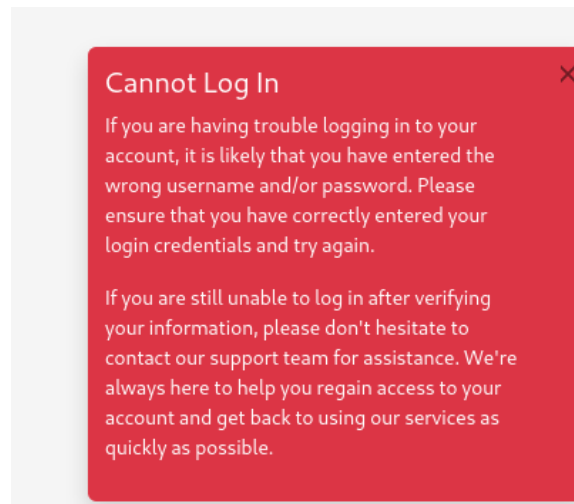 Cannot Log In
If you are having trouble logging in to your
account, it is likely that you have entered the
wrong username and/or password. Please
ensure that you have correctly entered your
login credentials and try again.
If you are still unable to log in after verifying
your information, please don't hesitate to
contact our support team for assistance. We're
always here to help you regain access to your
account and get back to using our services as
quickly as possible.